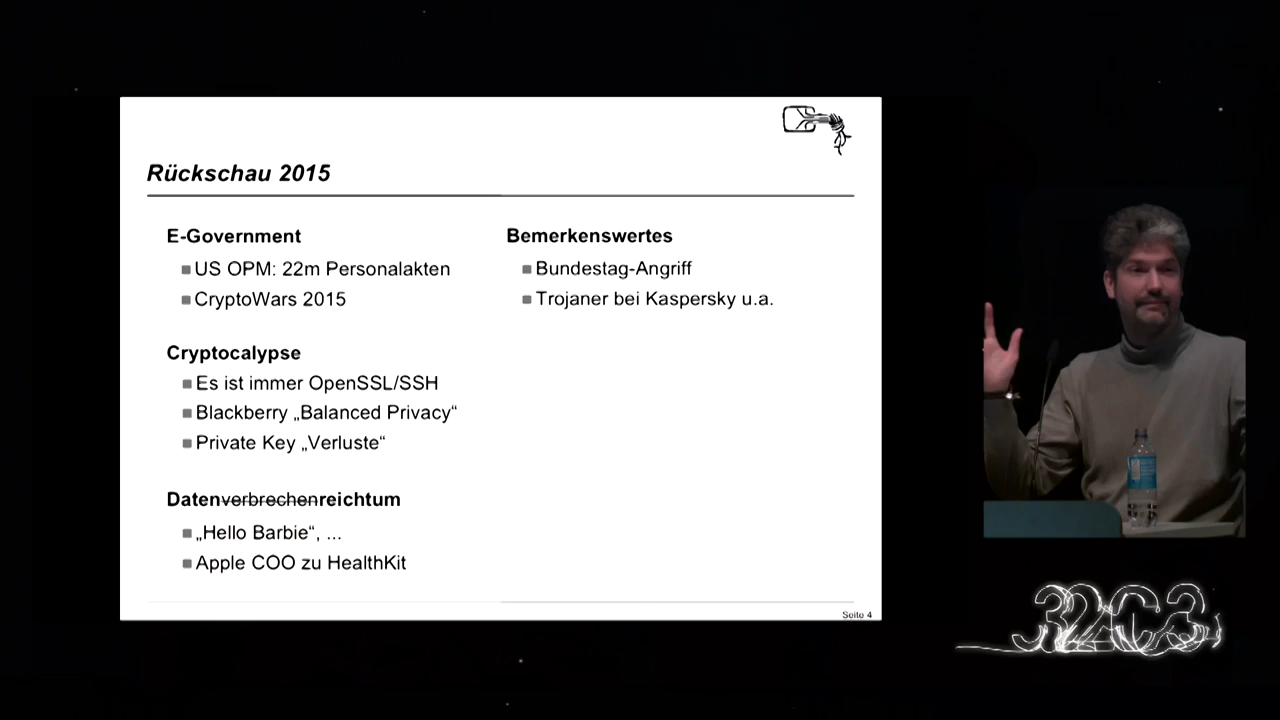 Rückschau 2015
E-Government
US OPM: 22m Personalakten
CryptoWars 2015
Cryptocalypse
Es ist immer OpenSSL/SSH
Blackberry „Balanced Privacy“
Private Key „Verluste“
Datenverbrechenreichtum
„Hello Barbie“, ...
Apple COO zu HealthKit
Bemerkenswertes
Bundestag-Angriff
Trojaner bei Kaspersky u.a.
Seite 4
32C3